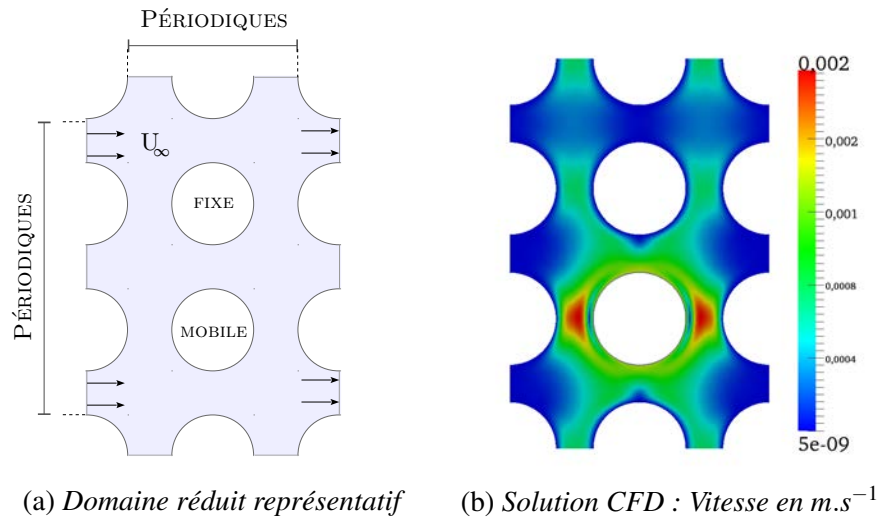 PÉRIODIQUES
PÉRIODIQUES
U∞
FIXE
MOBILE
0.002
0,002
0,001
0,0008
0,0004
5e-09
(a) Domaine réduit représentatif
(b) Solution CFD : Vitesse en m.s⁻¹